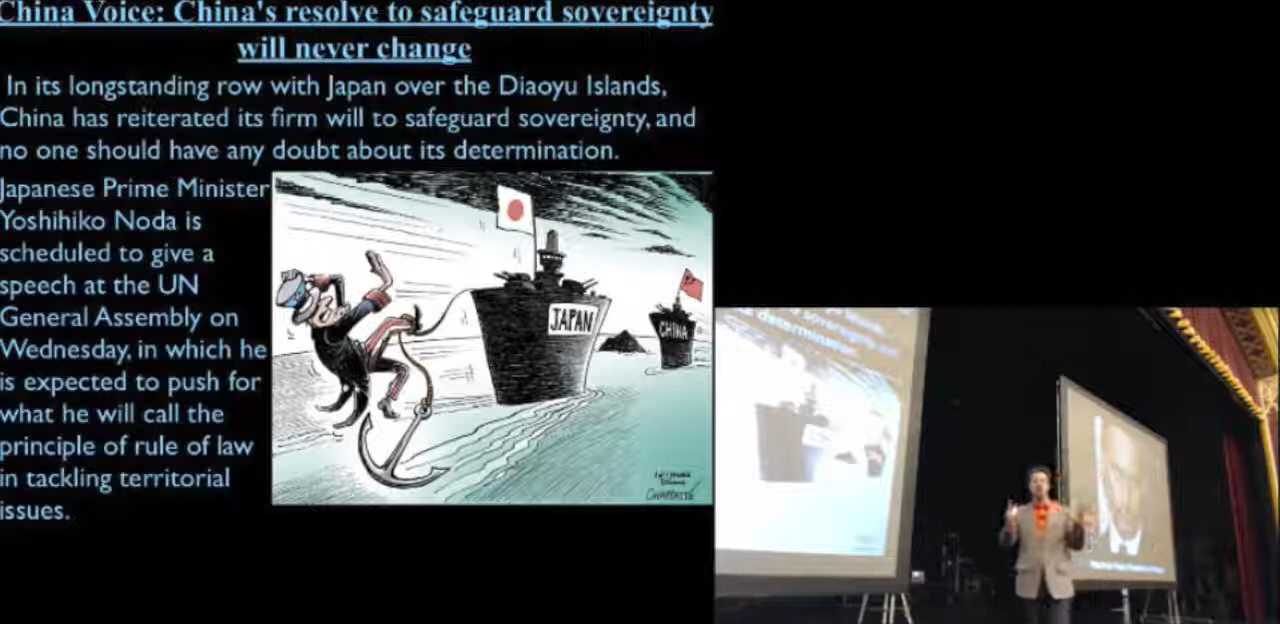 China Voice: China's resolve to safeguard sovereignty
will never change
In its longstanding row with Japan over the Diaoyu Islands,
China has reiterated its firm will to safeguard sovereignty, and
no one should have any doubt about its determination.
Japanese Prime Minister
Yoshihiko Noda is
scheduled to give a
speech at the UN
General Assembly on
Wednesday, in which he
is expected to push for
what he will call the
principle of rule of law
in tackling territorial
issues.
JAPAN
CHINA
determination.